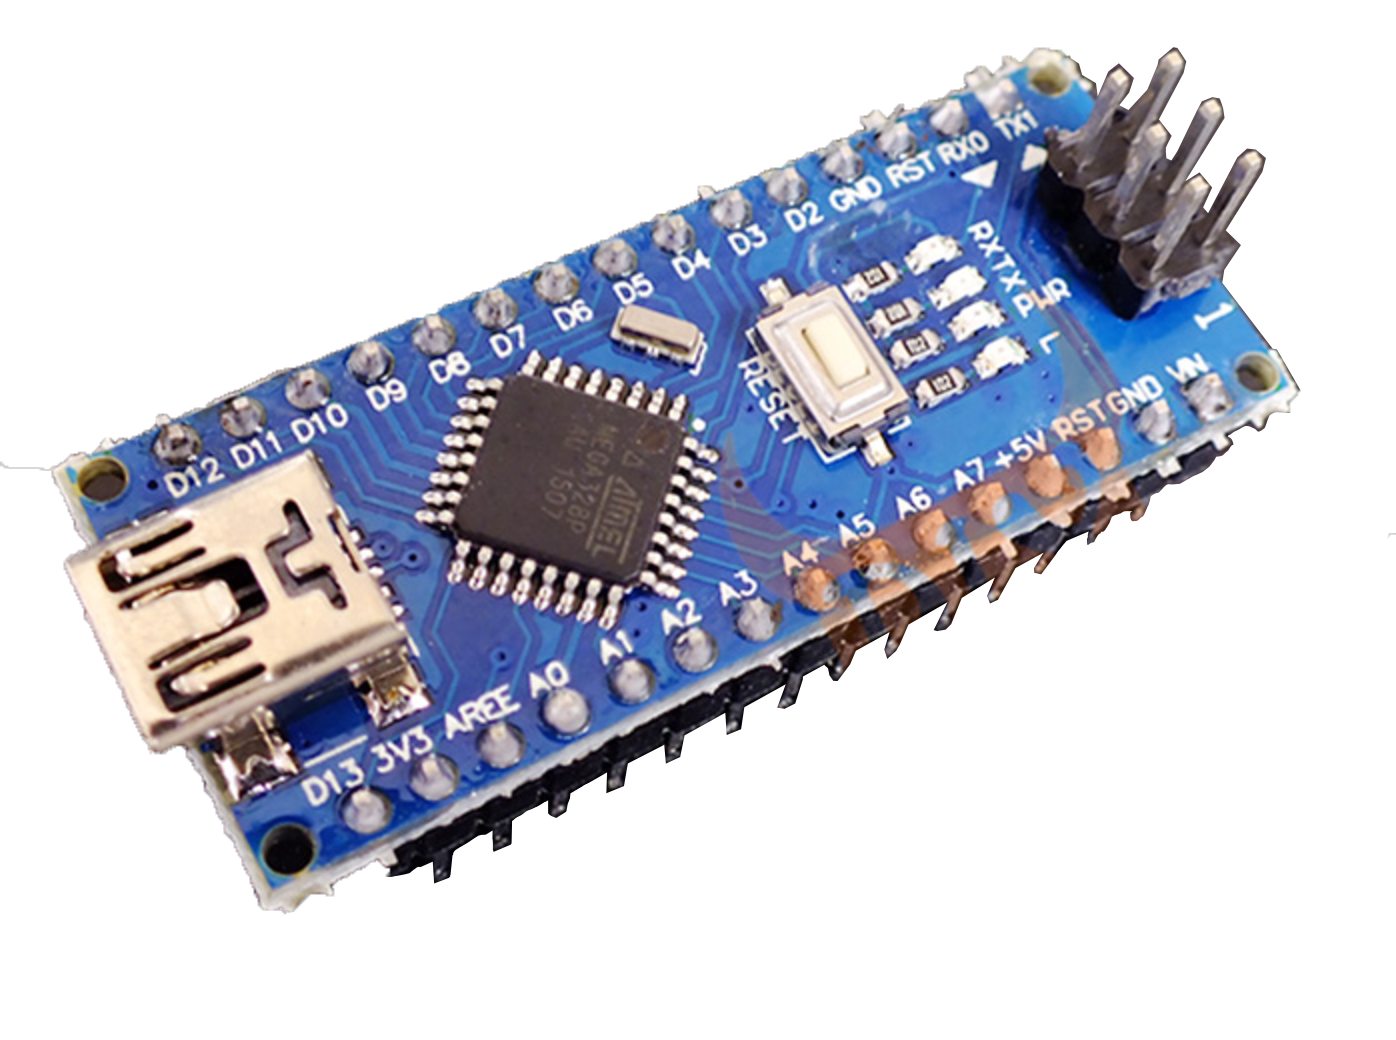 TX1
RX0
RST
GND
D2
D3
D4
D5
D6
D7
D8
D9
D10
D11
D12
RX
TX
PWR
L
1
RESET
ATMEL
MEGA328P
AU 1507
VIN
GND
RST
+5V
A7
A6
A5
A4
A3
A2
A1
A0
AREE
3V3
D13